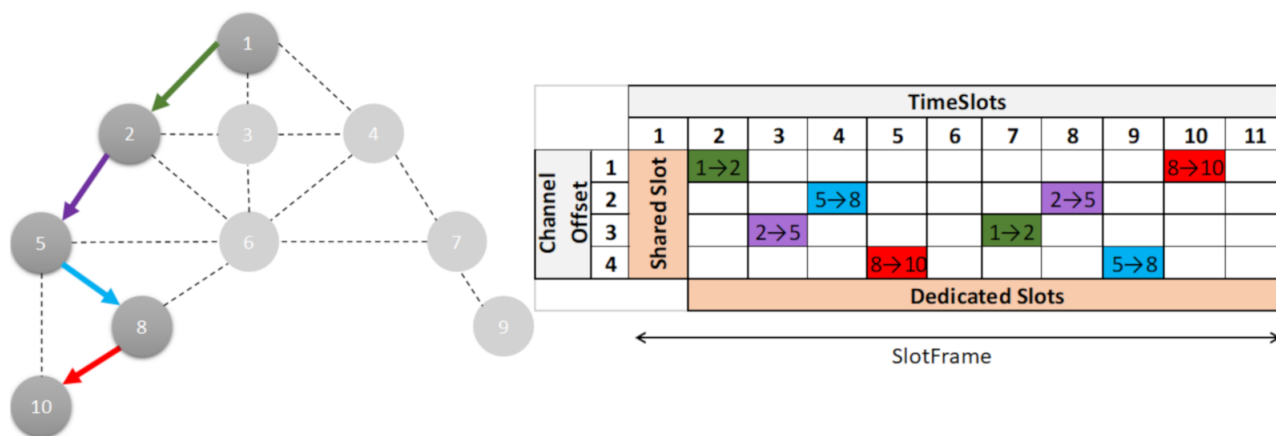 1
2
3
4
5
6
7
8
9
10
TimeSlots
1 2 3 4 5 6 7 8 9 10 11
Channel
Offset
Shared Slot
1 1→2 8→10
2 5→8 2→5
3 2→5 1→2
4 8→10 5→8
Dedicated Slots
SlotFrame